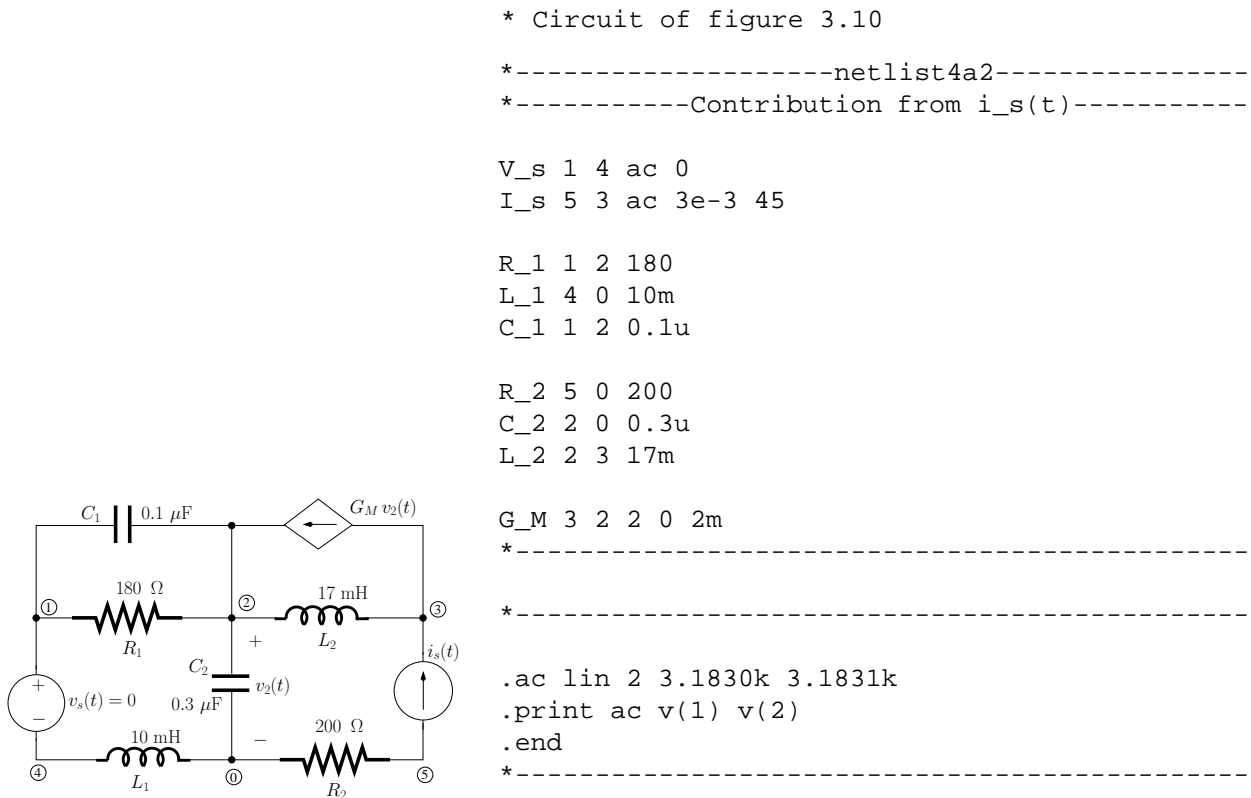 * Circuit of figure 3.10
*--------------------netlist4a2----------------
*-----------Contribution from i_s(t)-----------
V_s 1 4 ac 0
I_s 5 3 ac 3e-3 45
R_1 1 2 180
L_1 4 0 10m
C_1 1 2 0.1u
R_2 5 0 200
C_2 2 0 0.3u
L_2 2 3 17m
G_M 3 2 2 0 2m
*----------------------------------------------
*----------------------------------------------
.ac lin 2 3.1830k 3.1831k
.print ac v(1) v(2)
.end
*----------------------------------------------
C₁ 0.1 μF
G_M v₂(t)
180 Ω
17 mH
① ② ③
R₁
+
L₂
i_s(t)
C₂
+
v_s(t) = 0
0.3 μF
v₂(t)
−
10 mH
−
200 Ω
④ ⓪ ⑤
L₁
R₂